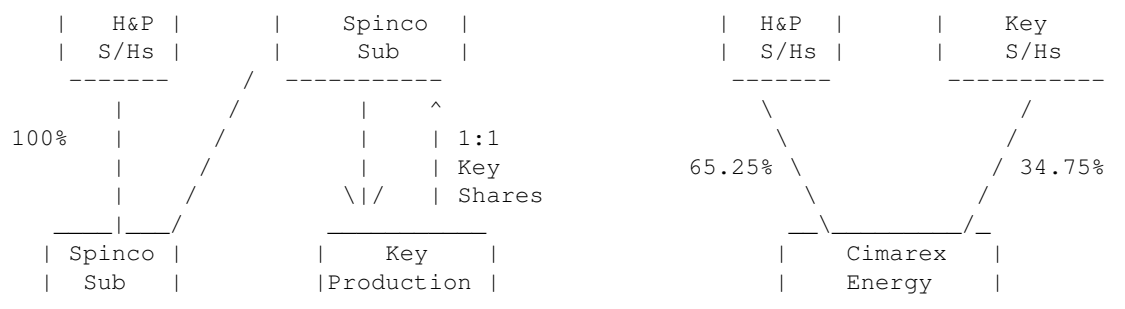 H&P Spinco H&P Key
S/Hs Sub S/Hs S/Hs
100% 1:1
Key 65.25% 34.75%
Shares
Spinco Key Cimarex
Sub Production Energy